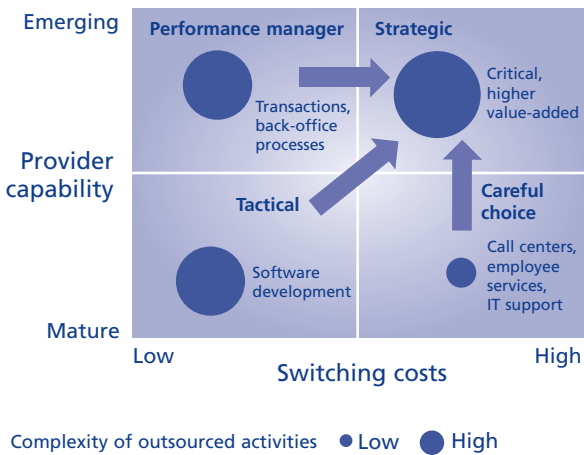 Emerging
Performance manager
Strategic
Critical,
higher
value-added
Transactions,
back-office
processes
Provider
capability
Tactical
Careful
choice
Software
development
Call centers,
employee
services,
IT support
Mature
Low
High
Switching costs
Complexity of outsourced activities Low High